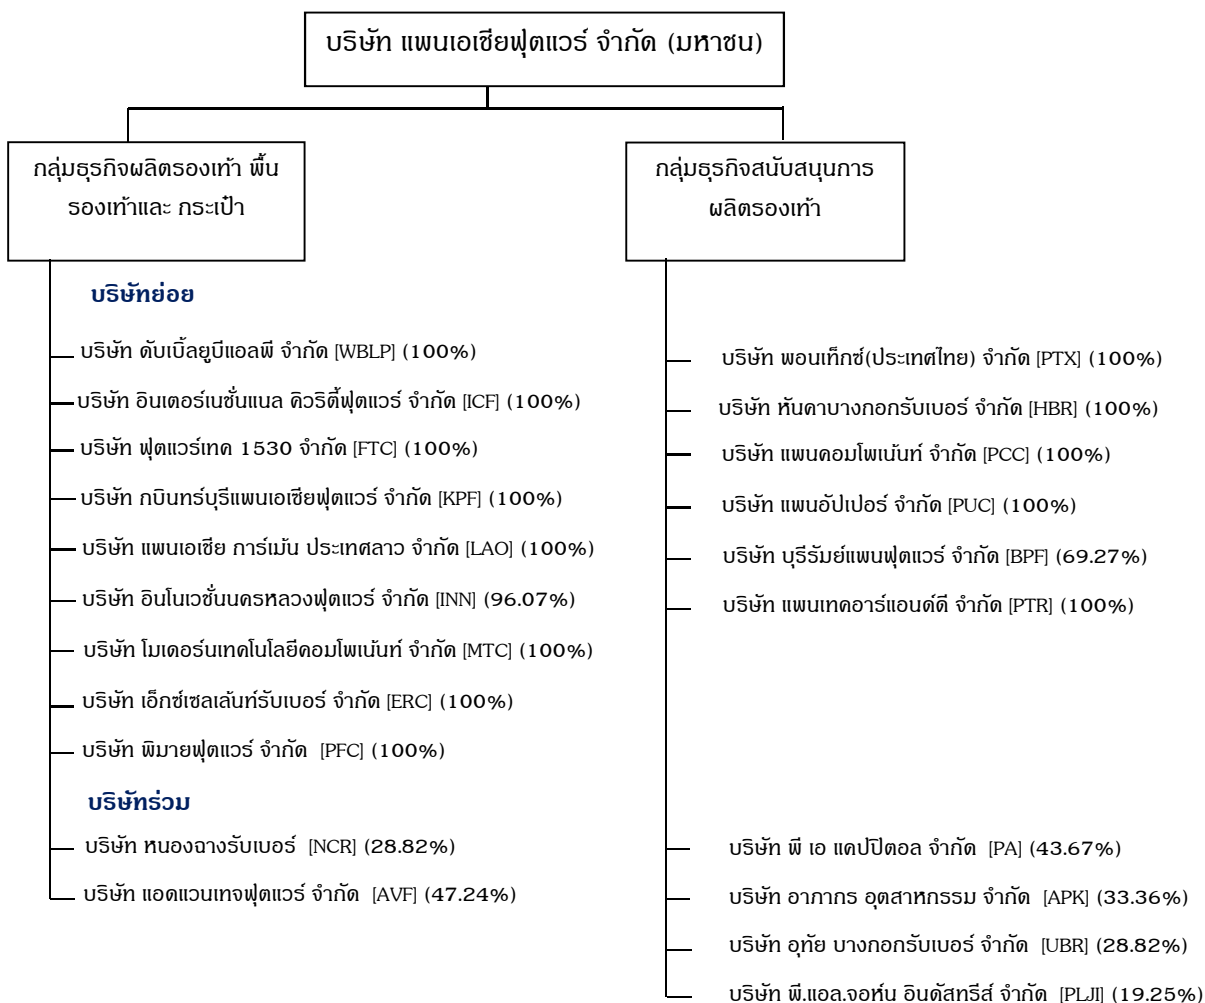 บริษัท แพนเอเซียฟุตแวร์ จำกัด (มหาชน)
กลุ่มธุรกิจผลิตรองเท้า พื้น
รองเท้าและ กระเป๋า
บริษัทย่อย
บริษัท ดับเบิ้ลยูบีแอลพี จำกัด [WBLP] (100%)
บริษัท อินเตอร์เนชั่นแนล คิวริตี้ฟุตแวร์ จำกัด [ICF] (100%)
บริษัท ฟุตแวร์เทค 1530 จำกัด [FTC] (100%)
บริษัท กบินทร์บุรีแพนเอเซียฟุตแวร์ จำกัด [KPF] (100%)
บริษัท แพนเอเซีย การ์เม้น ประเทศลาว จำกัด [LAO] (100%)
บริษัท อินโนเวชั่นนครหลวงฟุตแวร์ จำกัด [INN] (96.07%)
บริษัท โมเดอร์นเทคโนโลยีคอมโพเน้นท์ จำกัด [MTC] (100%)
บริษัท เอ็กซ์เซลเล้นท์รับเบอร์ จำกัด [ERC] (100%)
บริษัท พิมายฟุตแวร์ จำกัด [PFC] (100%)
บริษัทร่วม
บริษัท หนองฉางรับเบอร์ [NCR] (28.82%)
บริษัท แอดแวนเทจฟุตแวร์ จำกัด [AVF] (47.24%)
กลุ่มธุรกิจสนับสนุนการ
ผลิตรองเท้า
บริษัท พอนเท็กซ์(ประเทศไทย) จำกัด [PTX] (100%)
บริษัท หันคาบางกอกรับเบอร์ จำกัด [HBR] (100%)
บริษัท แพนคอมโพเน้นท์ จำกัด [PCC] (100%)
บริษัท แพนอัปเปอร์ จำกัด [PUC] (100%)
บริษัท บุรีรัมย์แพนฟุตแวร์ จำกัด [BPF] (69.27%)
บริษัท แพนเทคอาร์แอนด์ดี จำกัด [PTR] (100%)
บริษัท พี เอ แคปปิตอล จำกัด [PA] (43.67%)
บริษัท อาภากร อุตสาหกรรม จำกัด [APK] (33.36%)
บริษัท อุทัย บางกอกรับเบอร์ จำกัด [UBR] (28.82%)
บริษัท พี.แอล.จอห์น อินดัสทรีส์ จำกัด [PLJI] (19.25%)